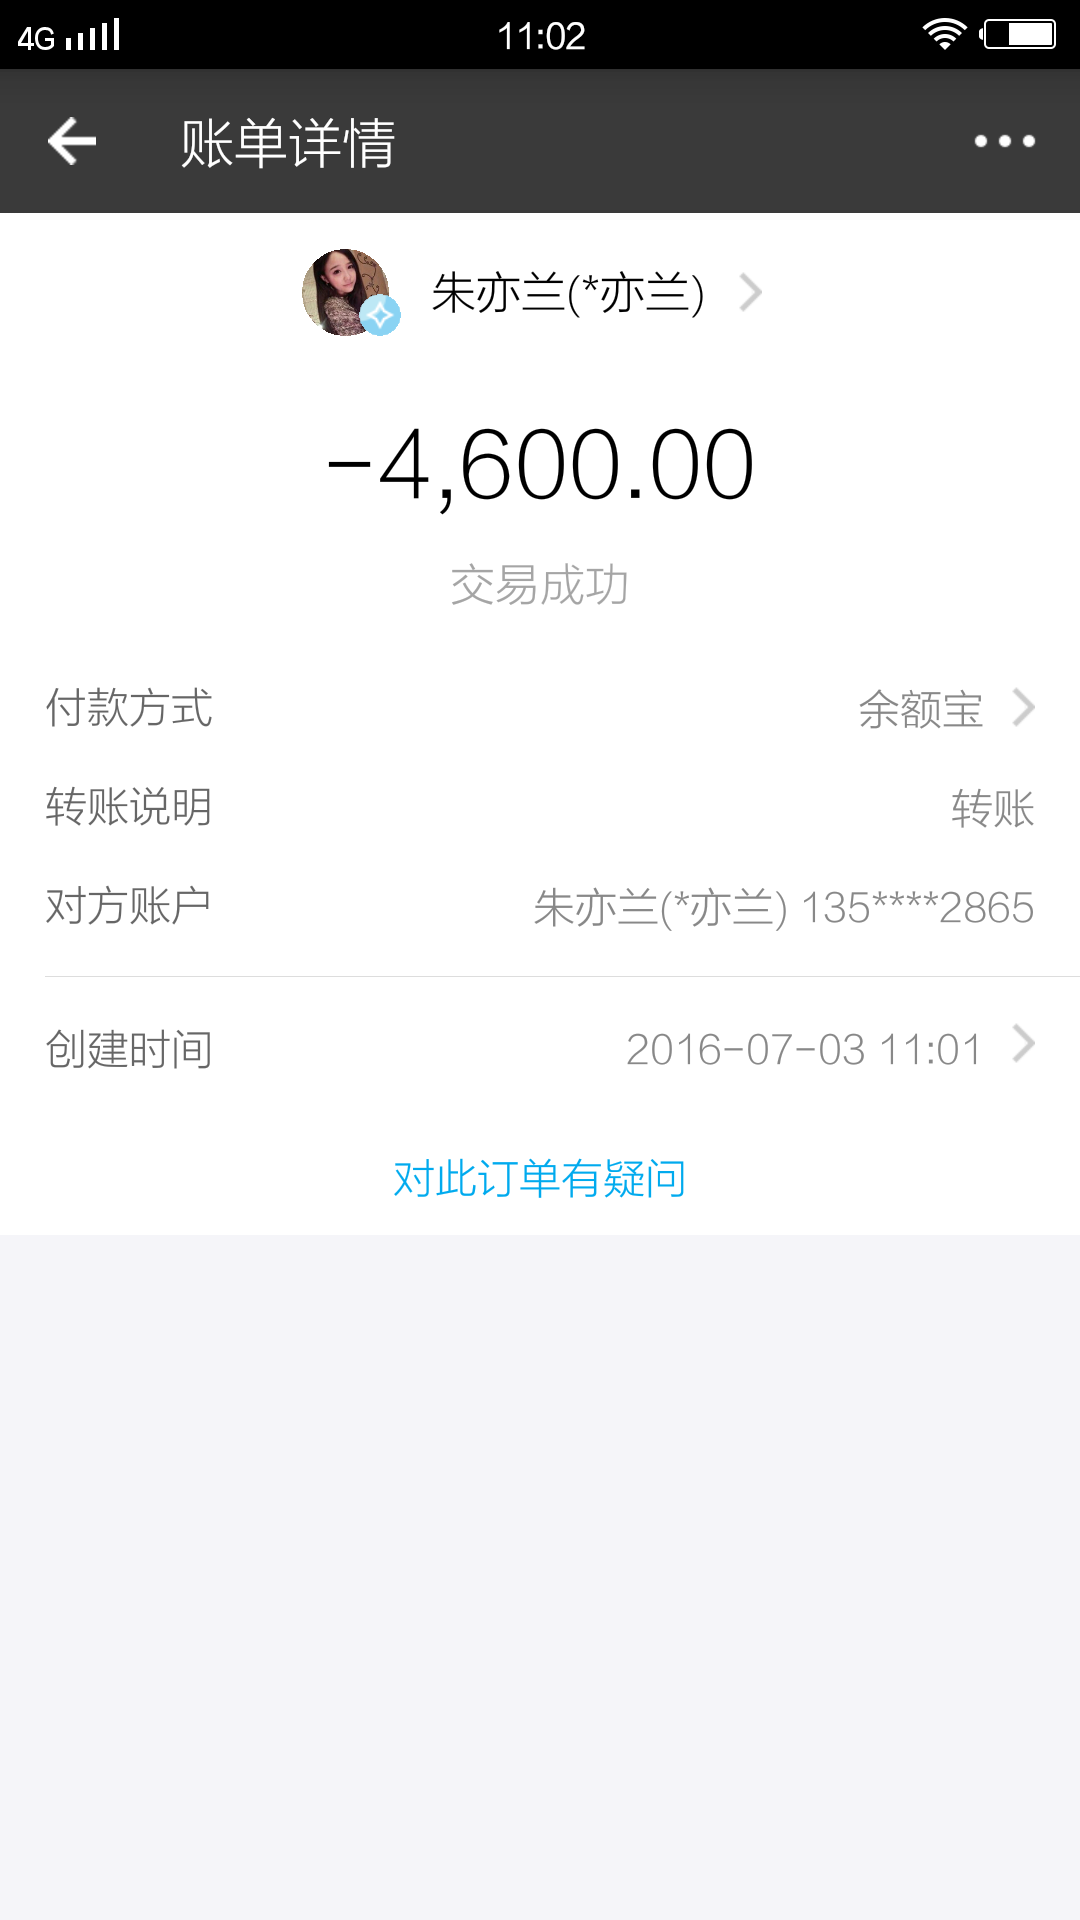 4G 11:02
账单详情
朱亦兰(*亦兰)
-4,600.00
交易成功
付款方式 余额宝
转账说明 转账
对方账户 朱亦兰(*亦兰) 135****2865
创建时间 2016-07-03 11:01
对此订单有疑问